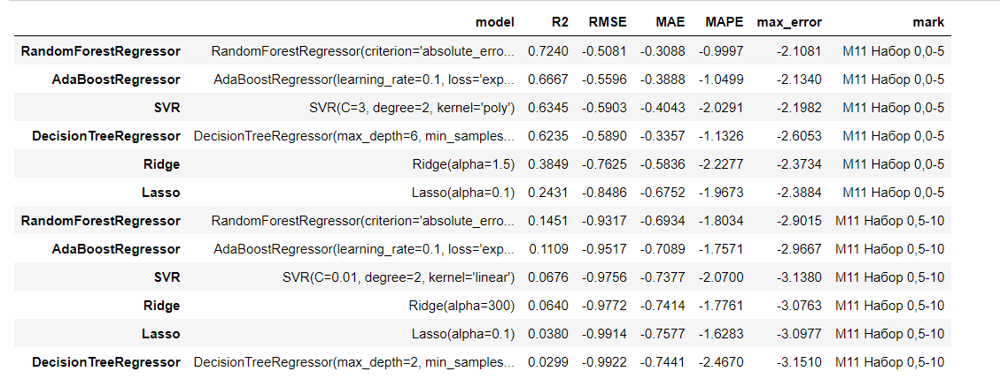 model R2 RMSE MAE MAPE max_error mark
RandomForestRegressor RandomForestRegressor(criterion='absolute_erro... 0.7240 -0.5081 -0.3088 -0.9997 -2.1081 M11 Набор 0,0-5
AdaBoostRegressor AdaBoostRegressor(learning_rate=0.1, loss='exp... 0.6667 -0.5596 -0.3888 -1.0499 -2.1340 M11 Набор 0,0-5
SVR SVR(C=3, degree=2, kernel='poly') 0.6345 -0.5903 -0.4043 -2.0291 -2.1982 M11 Набор 0,0-5
DecisionTreeRegressor DecisionTreeRegressor(max_depth=6, min_samples... 0.6235 -0.5890 -0.3357 -1.1326 -2.6053 M11 Набор 0,0-5
Ridge Ridge(alpha=1.5) 0.3849 -0.7625 -0.5836 -2.2277 -2.3734 M11 Набор 0,0-5
Lasso Lasso(alpha=0.1) 0.2431 -0.8486 -0.6752 -1.9673 -2.3884 M11 Набор 0,0-5
RandomForestRegressor RandomForestRegressor(criterion='absolute_erro... 0.1451 -0.9317 -0.6934 -1.8034 -2.9015 M11 Набор 0,5-10
AdaBoostRegressor AdaBoostRegressor(learning_rate=0.1, loss='exp... 0.1109 -0.9517 -0.7089 -1.7571 -2.9667 M11 Набор 0,5-10
SVR SVR(C=0.01, degree=2, kernel='linear') 0.0676 -0.9756 -0.7377 -2.0700 -3.1380 M11 Набор 0,5-10
Ridge Ridge(alpha=300) 0.0640 -0.9772 -0.7414 -1.7761 -3.0763 M11 Набор 0,5-10
Lasso Lasso(alpha=0.1) 0.0380 -0.9914 -0.7577 -1.6283 -3.0977 M11 Набор 0,5-10
DecisionTreeRegressor DecisionTreeRegressor(max_depth=2, min_samples... 0.0299 -0.9922 -0.7441 -2.4670 -3.1510 M11 Набор 0,5-10